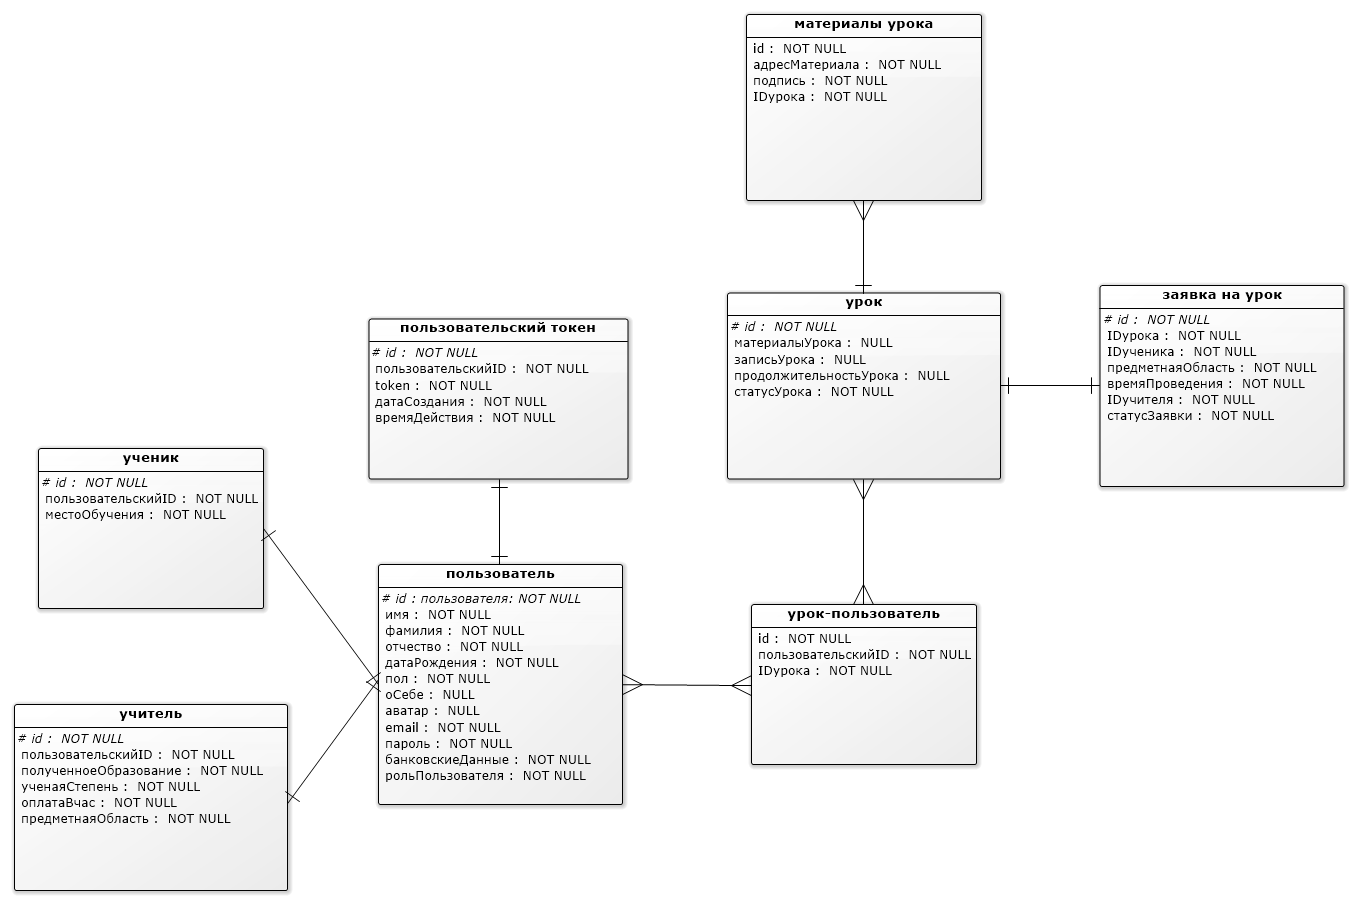 материалы урока
id : NOT NULL
адресМатериала : NOT NULL
подпись : NOT NULL
IDурока : NOT NULL
урок
# id : NOT NULL
материалыУрока : NULL
записьУрока : NULL
продолжительностьУрока : NULL
статусУрока : NOT NULL
заявка на урок
# id : NOT NULL
IDурока : NOT NULL
IDученика : NOT NULL
предметнаяОбласть : NOT NULL
времяПроведения : NOT NULL
IDучителя : NOT NULL
статусЗаявки : NOT NULL
пользовательский токен
# id : NOT NULL
пользовательскийID : NOT NULL
token : NOT NULL
датаСоздания : NOT NULL
времяДействия : NOT NULL
ученик
# id : NOT NULL
пользовательскийID : NOT NULL
местоОбучения : NOT NULL
пользователь
# id : пользователя: NOT NULL
имя : NOT NULL
фамилия : NOT NULL
отчество : NOT NULL
датаРождения : NOT NULL
пол : NOT NULL
оСебе : NULL
аватар : NULL
email : NOT NULL
пароль : NOT NULL
банковскиеДанные : NOT NULL
рольПользователя : NOT NULL
урок-пользователь
id : NOT NULL
пользовательскийID : NOT NULL
IDурока : NOT NULL
учитель
# id : NOT NULL
пользовательскийID : NOT NULL
полученноеОбразование : NOT NULL
ученаяСтепень : NOT NULL
оплатаВчас : NOT NULL
предметнаяОбласть : NOT NULL